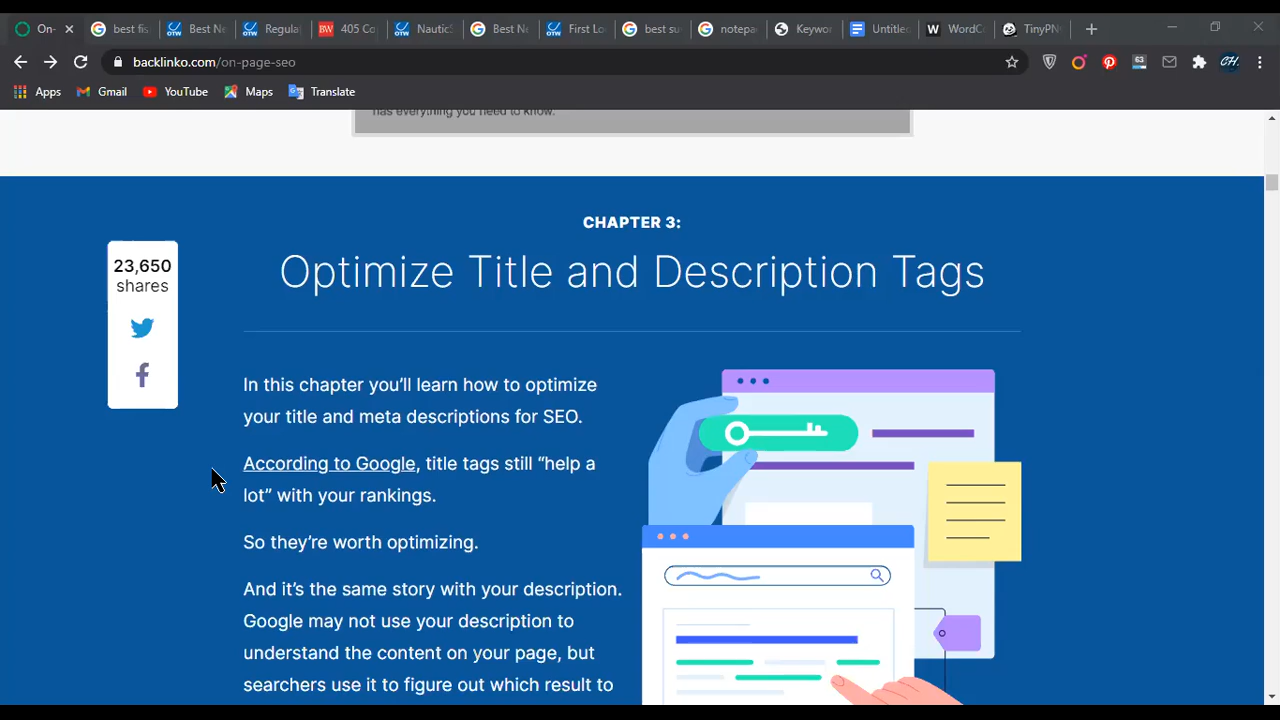 On-
best fis
Best Ne
Regula
BW
405 Co
Nautic
Best Ne
First Lo
best su
notepa
Keywor
Untitled
W
WordC
TinyPN
backlinko.com/on-page-seo
63
CH.
Apps
Gmail
YouTube
Maps
Translate
has everything you need to know.
CHAPTER 3:
Optimize Title and Description Tags
23,650
shares
In this chapter you’ll learn how to optimize
your title and meta descriptions for SEO.
According to Google, title tags still “help a
lot” with your rankings.
So they’re worth optimizing.
And it’s the same story with your description.
Google may not use your description to
understand the content on your page, but
searchers use it to figure out which result to